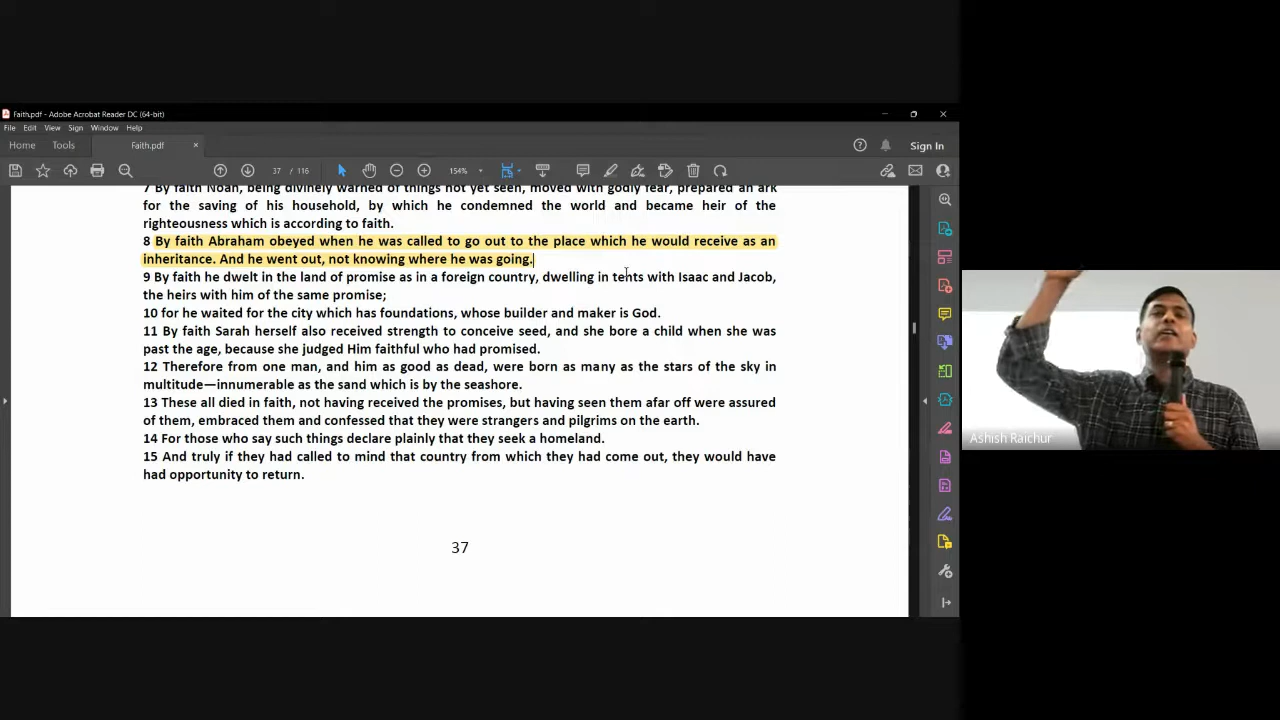 Faith.pdf - Adobe Acrobat Reader DC (64-bit)
File Edit View Sign Window Help
Home Tools Faith.pdf Sign In
37 / 116 154%
7 By faith Noah, being divinely warned of things not yet seen, moved with godly fear, prepared an ark
for the saving of his household, by which he condemned the world and became heir of the
righteousness which is according to faith.
8 By faith Abraham obeyed when he was called to go out to the place which he would receive as an
inheritance. And he went out, not knowing where he was going.
9 By faith he dwelt in the land of promise as in a foreign country, dwelling in tents with Isaac and Jacob,
the heirs with him of the same promise;
10 for he waited for the city which has foundations, whose builder and maker is God.
11 By faith Sarah herself also received strength to conceive seed, and she bore a child when she was
past the age, because she judged Him faithful who had promised.
12 Therefore from one man, and him as good as dead, were born as many as the stars of the sky in
multitude—innumerable as the sand which is by the seashore.
13 These all died in faith, not having received the promises, but having seen them afar off were assured
of them, embraced them and confessed that they were strangers and pilgrims on the earth.
14 For those who say such things declare plainly that they seek a homeland.
15 And truly if they had called to mind that country from which they had come out, they would have
had opportunity to return.
37
Ashish Raichur